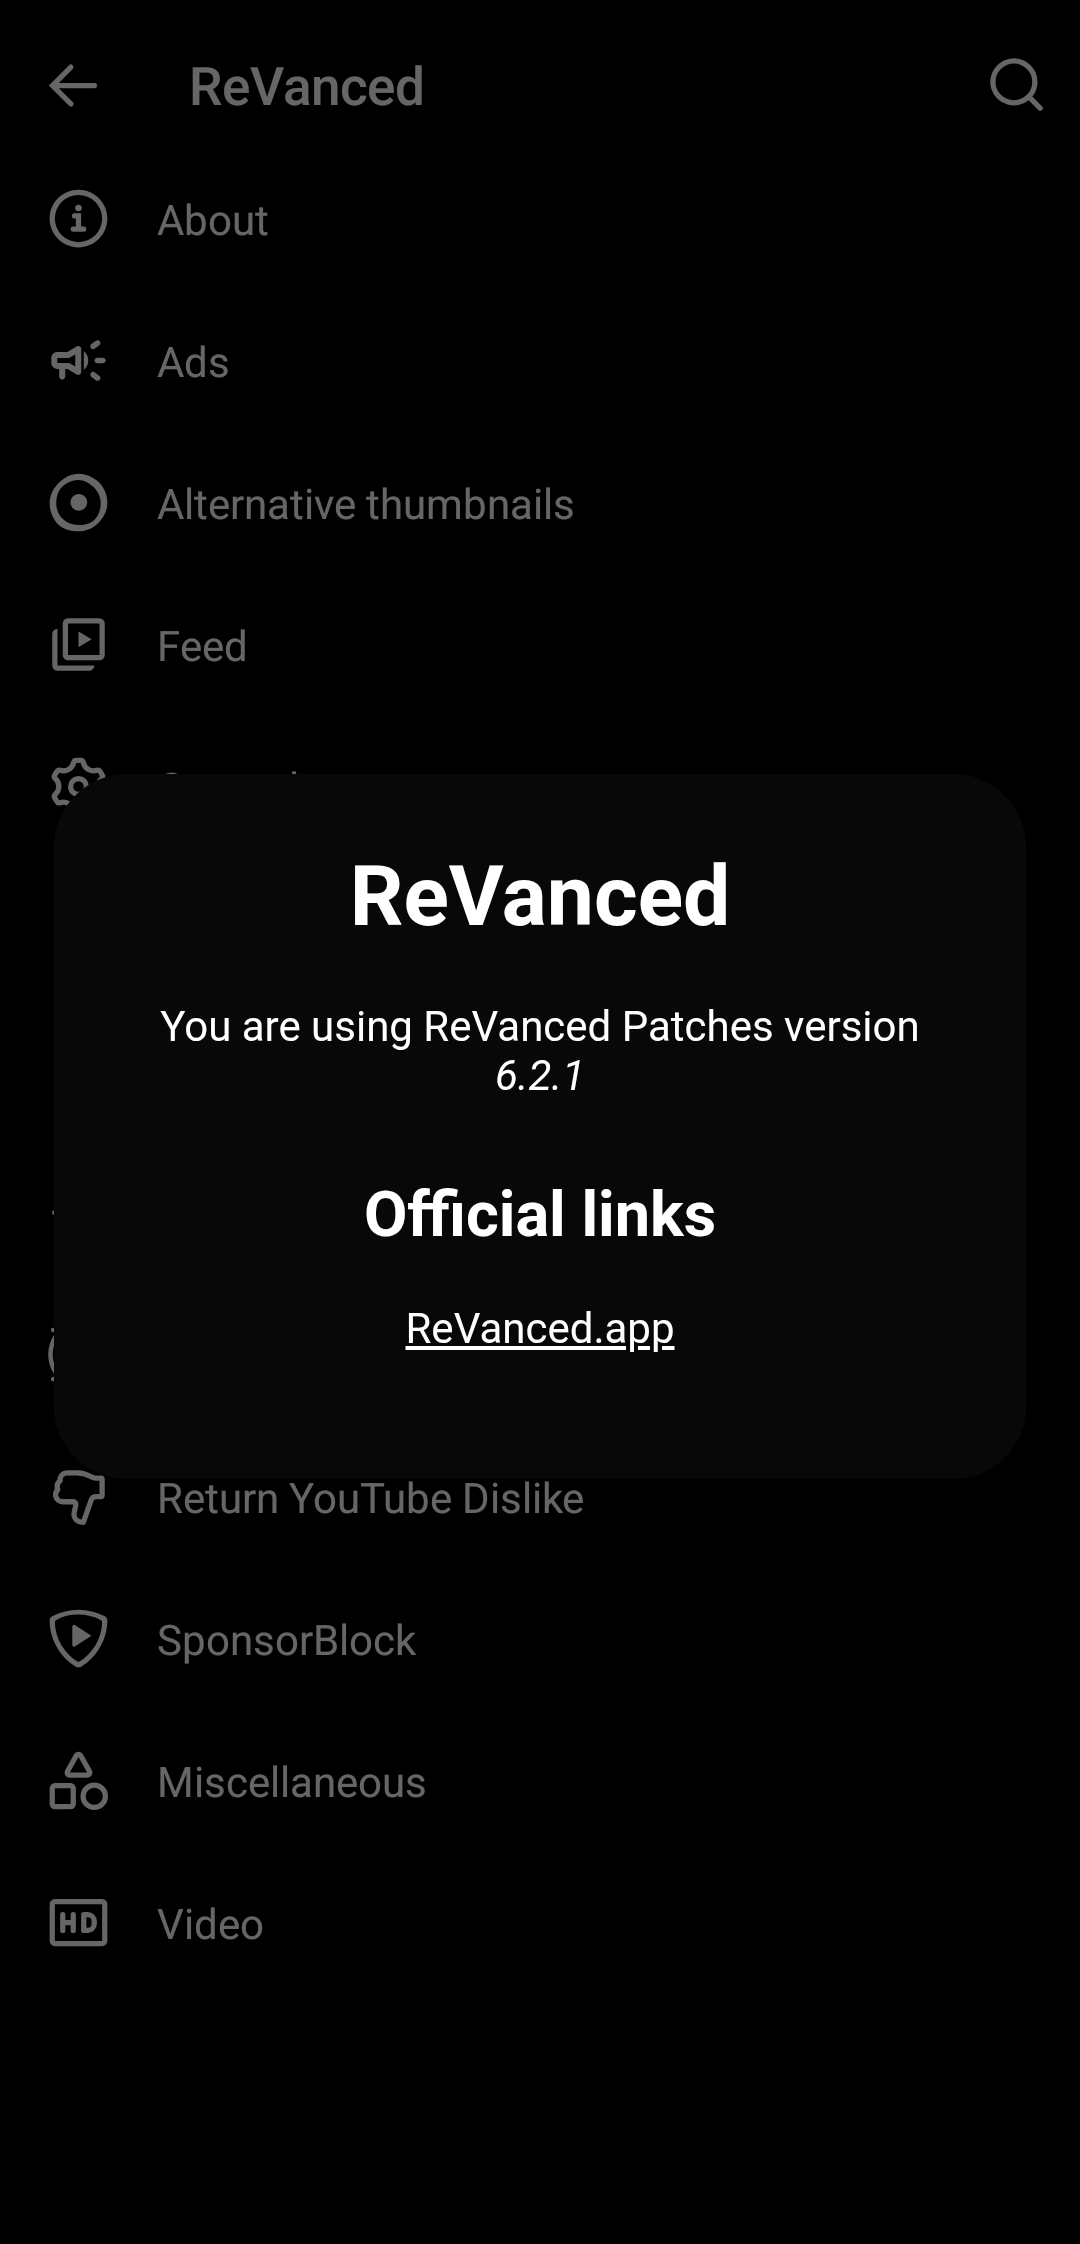 ReVanced
About
Ads
Alternative thumbnails
Feed
ReVanced
You are using ReVanced Patches version
6.2.1
Official links
ReVanced.app
Return YouTube Dislike
SponsorBlock
Miscellaneous
HD
Video